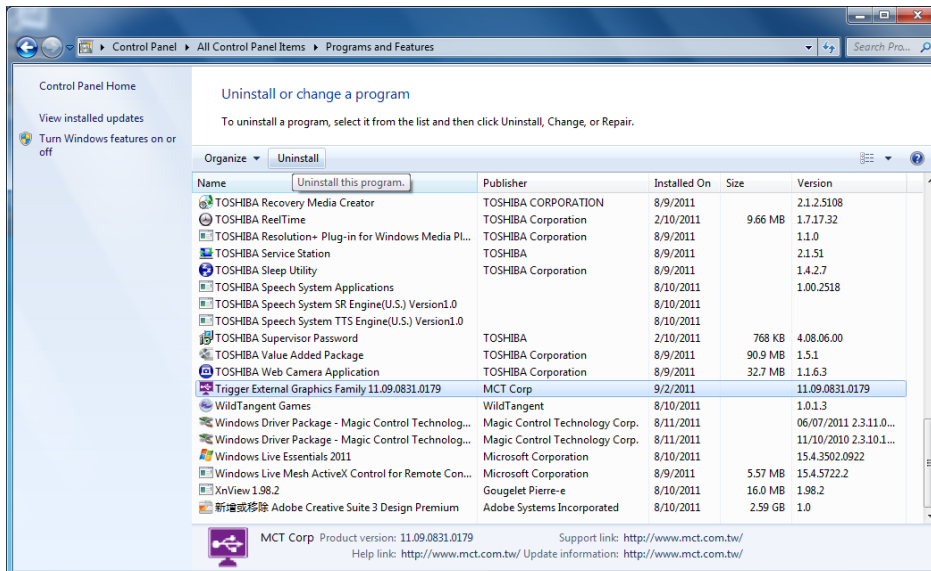 Control Panel All Control Panel Items Programs and Features Search Pro...
Control Panel Home
View installed updates
Turn Windows features on or
off
Uninstall or change a program
To uninstall a program, select it from the list and then click Uninstall, Change, or Repair.
Organize Uninstall
Name Uninstall this program. Publisher Installed On Size Version
TOSHIBA Recovery Media Creator TOSHIBA CORPORATION 8/9/2011 2.1.2.5108
TOSHIBA ReelTime TOSHIBA Corporation 2/10/2011 9.66 MB 1.7.17.32
TOSHIBA Resolution+ Plug-in for Windows Media Pl... TOSHIBA Corporation 8/9/2011 1.1.0
TOSHIBA Service Station TOSHIBA 8/9/2011 2.1.51
TOSHIBA Sleep Utility TOSHIBA Corporation 8/9/2011 1.4.2.7
TOSHIBA Speech System Applications 8/10/2011 1.00.2518
TOSHIBA Speech System SR Engine(U.S.) Version1.0 8/10/2011
TOSHIBA Speech System TTS Engine(U.S.) Version1.0 8/10/2011
TOSHIBA Supervisor Password TOSHIBA 2/10/2011 768 KB 4.08.06.00
TOSHIBA Value Added Package TOSHIBA Corporation 8/9/2011 90.9 MB 1.5.1
TOSHIBA Web Camera Application TOSHIBA Corporation 8/9/2011 32.7 MB 1.1.6.3
Trigger External Graphics Family 11.09.0831.0179 MCT Corp 9/2/2011 11.09.0831.0179
WildTangent Games WildTangent 8/10/2011 1.0.1.3
Windows Driver Package - Magic Control Technolog... Magic Control Technology Corp. 8/11/2011 06/07/2011 2.3.11.0...
Windows Driver Package - Magic Control Technolog... Magic Control Technology Corp. 8/11/2011 11/10/2010 2.3.10.1...
Windows Live Essentials 2011 Microsoft Corporation 8/10/2011 15.4.3502.0922
Windows Live Mesh ActiveX Control for Remote Con... Microsoft Corporation 8/9/2011 5.57 MB 15.4.5722.2
XnView 1.98.2 Gougelet Pierre-e 8/10/2011 16.0 MB 1.98.2
新增或移除 Adobe Creative Suite 3 Design Premium Adobe Systems Incorporated 8/10/2011 2.59 GB 1.0
MCT Corp Product version: 11.09.0831.0179 Support link: http://www.mct.com.tw/
Help link: http://www.mct.com.tw/ Update information: http://www.mct.com.tw/